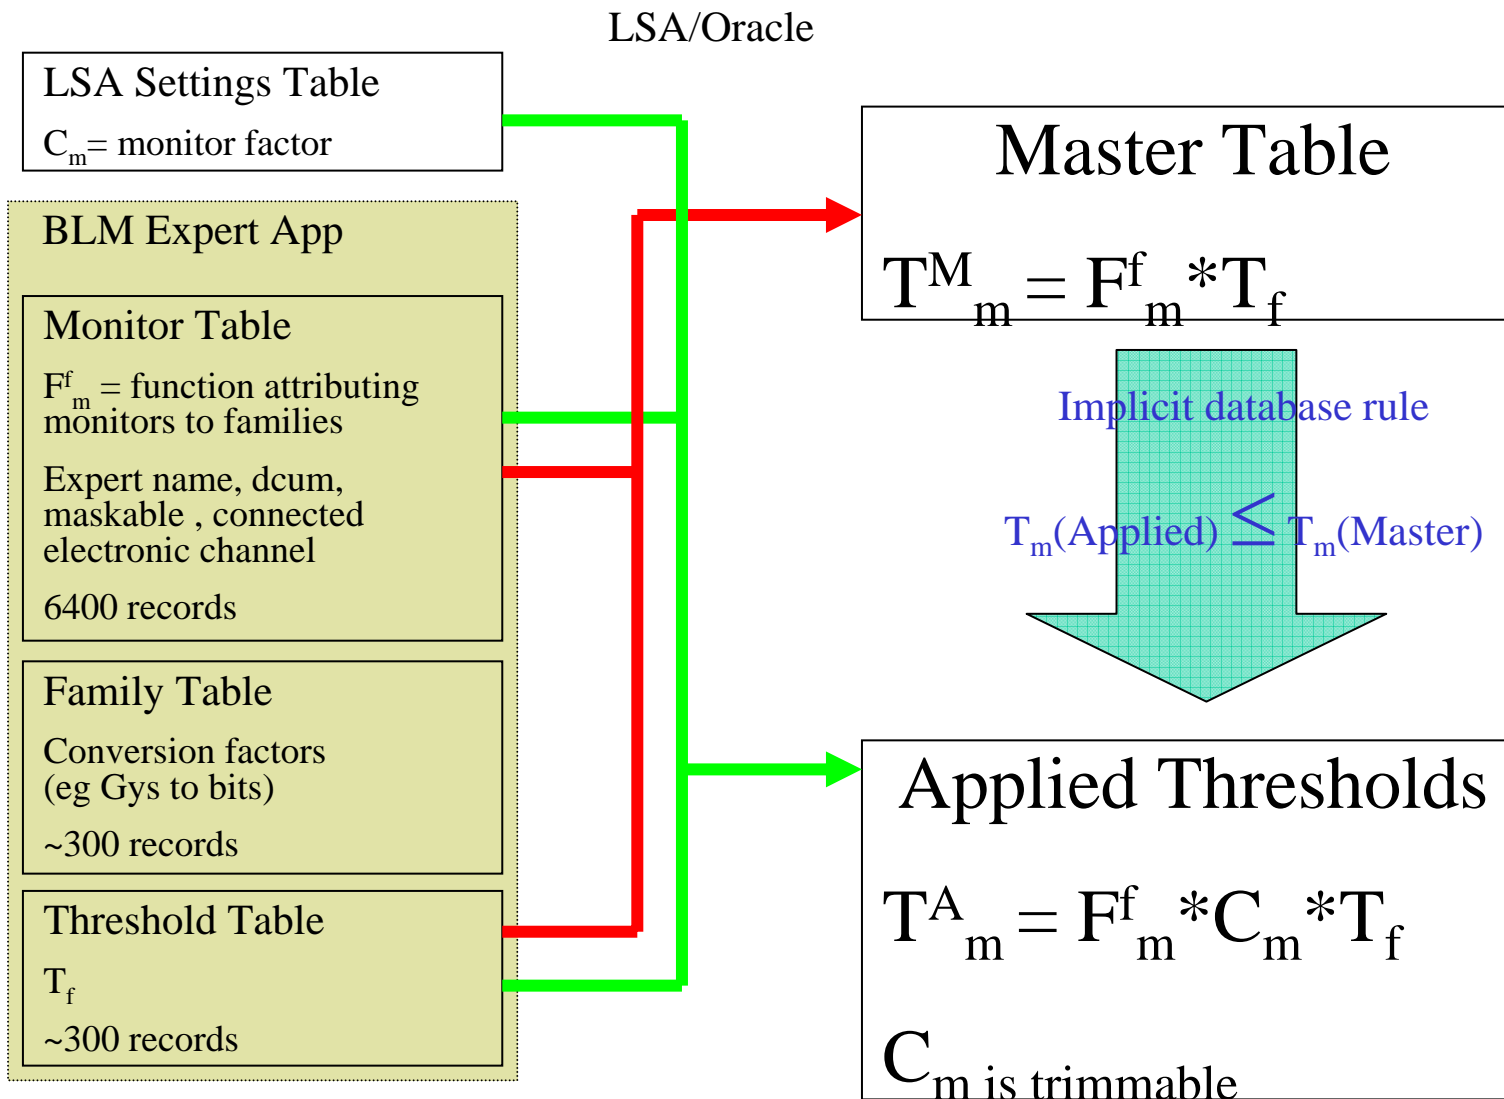 LSA/Oracle
LSA Settings Table
Cm= monitor factor
BLM Expert App
Monitor Table
Ffm = function attributing
monitors to families
Expert name, dcum,
maskable , connected
electronic channel
6400 records
Family Table
Conversion factors
(eg Gys to bits)
~300 records
Threshold Table
Tf
~300 records
Master Table
TMm = Ffm*Tf
Implicit database rule
Tm(Applied) ≤ Tm(Master)
Applied Thresholds
TAm = Ffm*Cm*Tf
Cm is trimmable